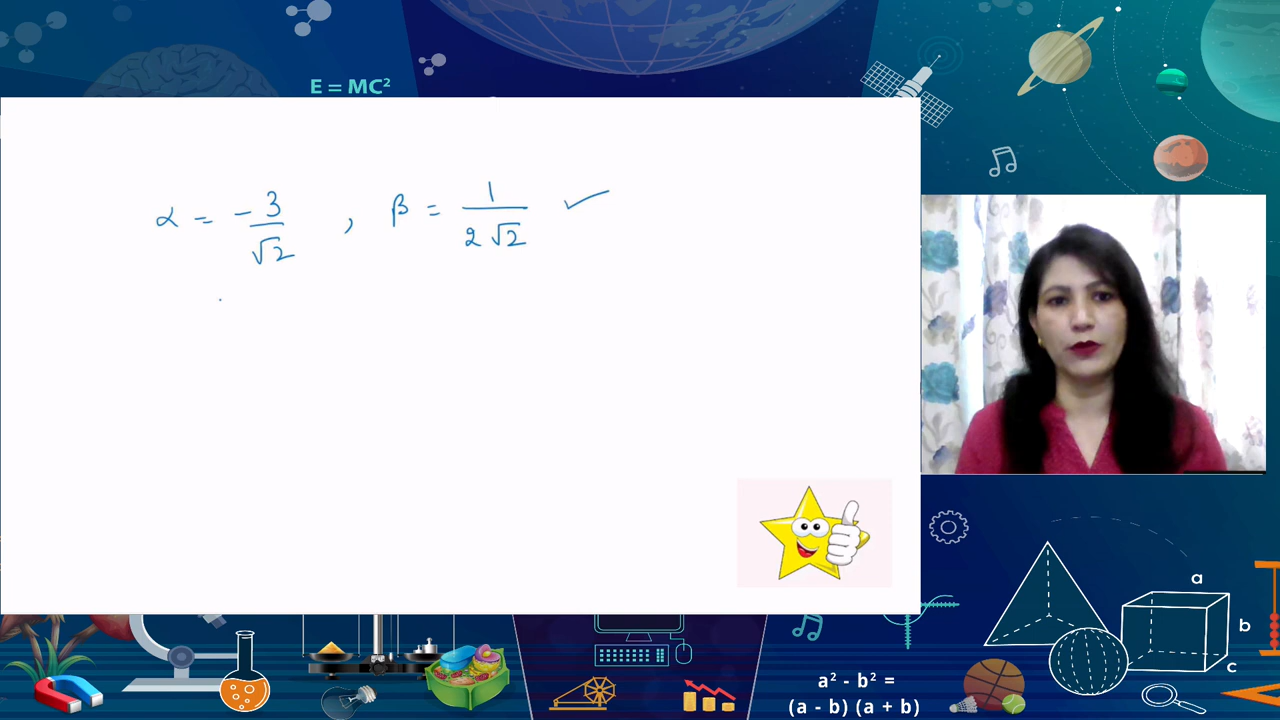 E = MC²
α = -3/√2 , β = 1/(2√2) ✓
a
b
c
a² - b² =
(a - b) (a + b)